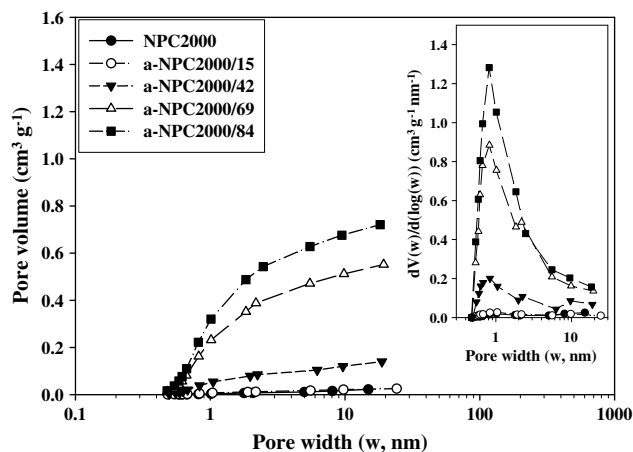 NPC2000
a-NPC2000/15
a-NPC2000/42
a-NPC2000/69
a-NPC2000/84
Pore volume (cm³ g⁻¹)
1.6
1.4
1.2
1.0
0.8
0.6
0.4
0.2
0.0
0.1 1 10 100 1000
Pore width (w, nm)
dV(w)/d(log(w)) (cm³ g⁻¹ nm⁻¹)
1.4
1.2
1.0
0.8
0.6
0.4
0.2
0.0
1 10
Pore width (w, nm)